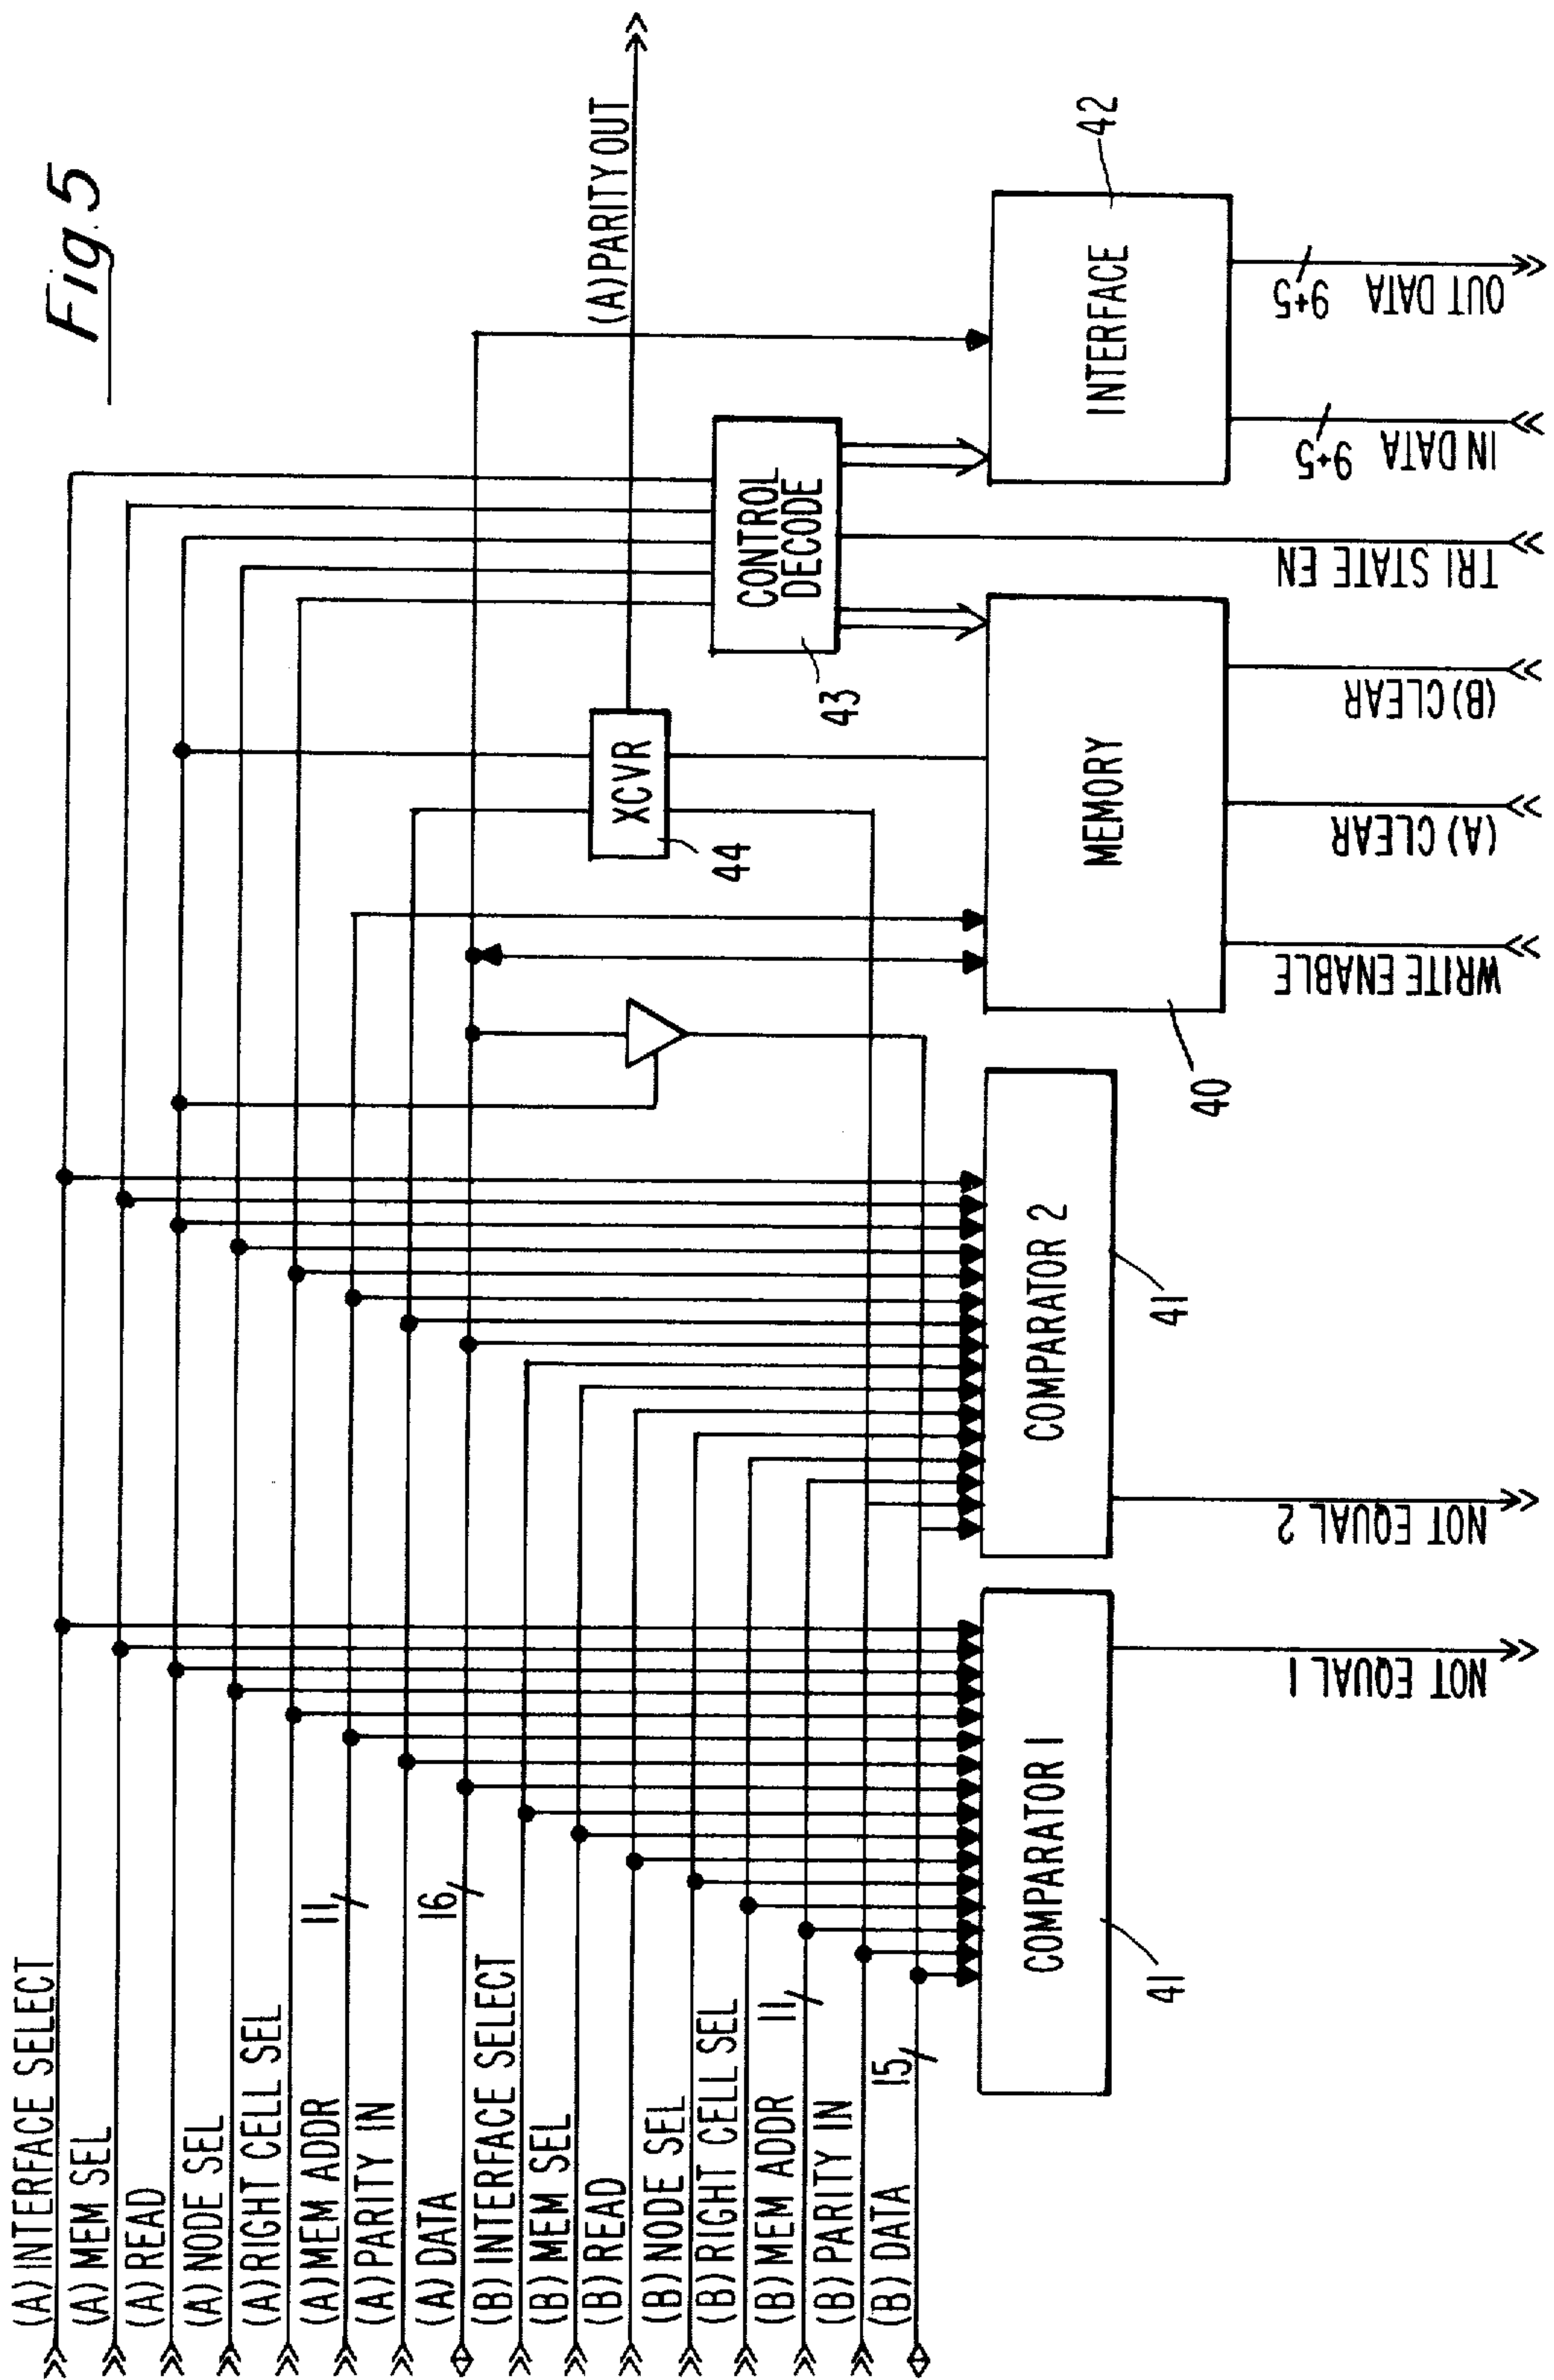 Fig. 5
(A) INTERFACE SELECT
(A) MEM SEL
(A) READ
(A) NODE SEL
(A) RIGHT CELL SEL
(A) MEM ADDR
11
(A) PARITY IN
(A) DATA
16
(B) INTERFACE SELECT
(B) MEM SEL
(B) READ
(B) NODE SEL
(B) RIGHT CELL SEL
(B) MEM ADDR
11
(B) PARITY IN
(B) DATA
15
(A) PARITY OUT
XCVR
44
CONTROL
DECODE
43
COMPARATOR 1
41
COMPARATOR 2
41
MEMORY
40
INTERFACE
42
NOT EQUAL 1
NOT EQUAL 2
WRITE ENABLE
(A) CLEAR
(B) CLEAR
TRI STATE EN
IN DATA 9+5
OUT DATA 9+5